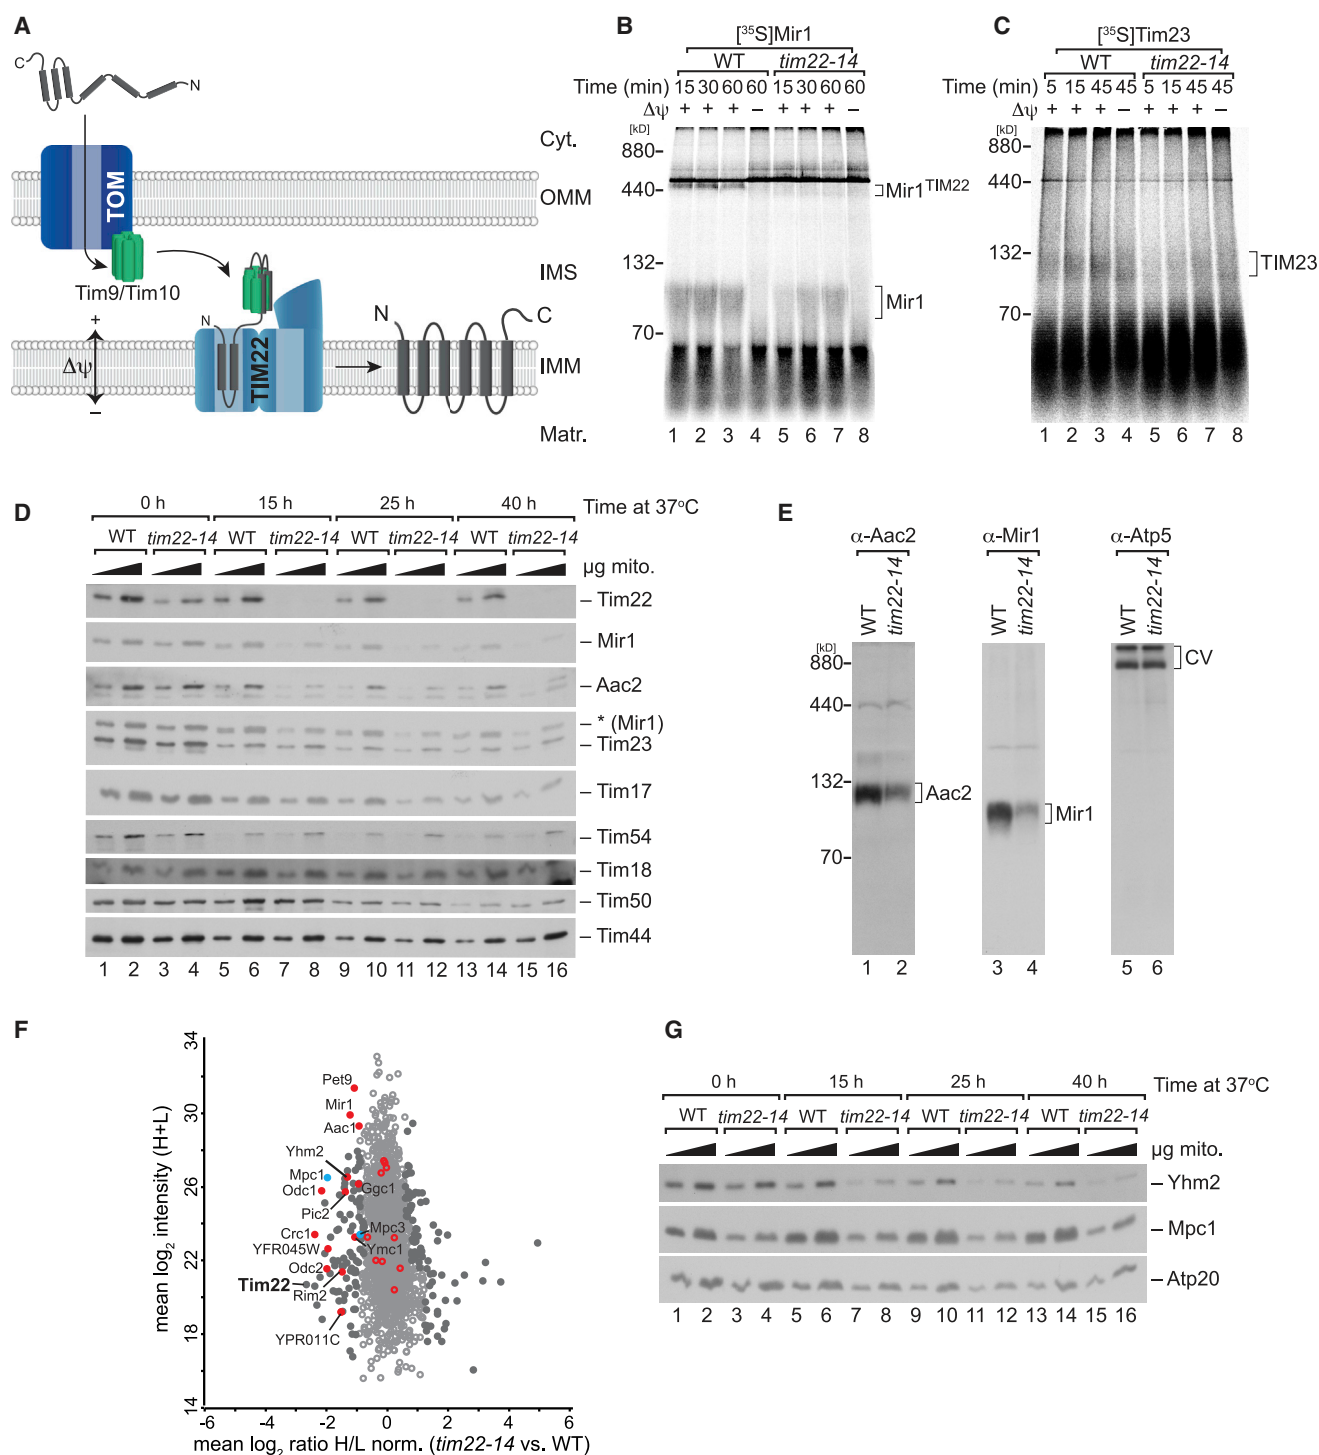 A
C
N
Cyt.
TOM
OMM
IMS
Tim9/Tim10
+
Δψ
–
N
TIM22
N
C
IMM
Matr.
B
[³⁵S]Mir1
WT tim22-14
Time (min) 15 30 60 60 15 30 60 60
Δψ + + + – + + + –
[kD]
880
440
132
70
Mir1ᵀᴵᴹ²²
Mir1
1 2 3 4 5 6 7 8
C
[³⁵S]Tim23
WT tim22-14
Time (min) 5 15 45 45 5 15 45 45
Δψ + + + – + + + –
[kD]
880
440
132
70
TIM23
1 2 3 4 5 6 7 8
D
0 h 15 h 25 h 40 h Time at 37ºC
WT tim22-14 WT tim22-14 WT tim22-14 WT tim22-14
µg mito.
Tim22
Mir1
Aac2
* (Mir1)
Tim23
Tim17
Tim54
Tim18
Tim50
Tim44
1 2 3 4 5 6 7 8 9 10 11 12 13 14 15 16
E
α-Aac2 α-Mir1 α-Atp5
WT tim22-14 WT tim22-14 WT tim22-14
[kD]
880
440
132
70
Aac2
Mir1
CV
1 2 3 4 5 6
F
mean log₂ intensity (H+L)
34
30
26
22
18
14
Pet9
Mir1
Aac1
Yhm2
Mpc1
Odc1
Ggc1
Pic2
Crc1
Mpc3
YFR045W
Ymc1
Odc2
Tim22
Rim2
YPR011C
-6 -4 -2 0 2 4 6
mean log₂ ratio H/L norm. (tim22-14 vs. WT)
G
0 h 15 h 25 h 40 h Time at 37ºC
WT tim22-14 WT tim22-14 WT tim22-14 WT tim22-14
µg mito.
Yhm2
Mpc1
Atp20
1 2 3 4 5 6 7 8 9 10 11 12 13 14 15 16